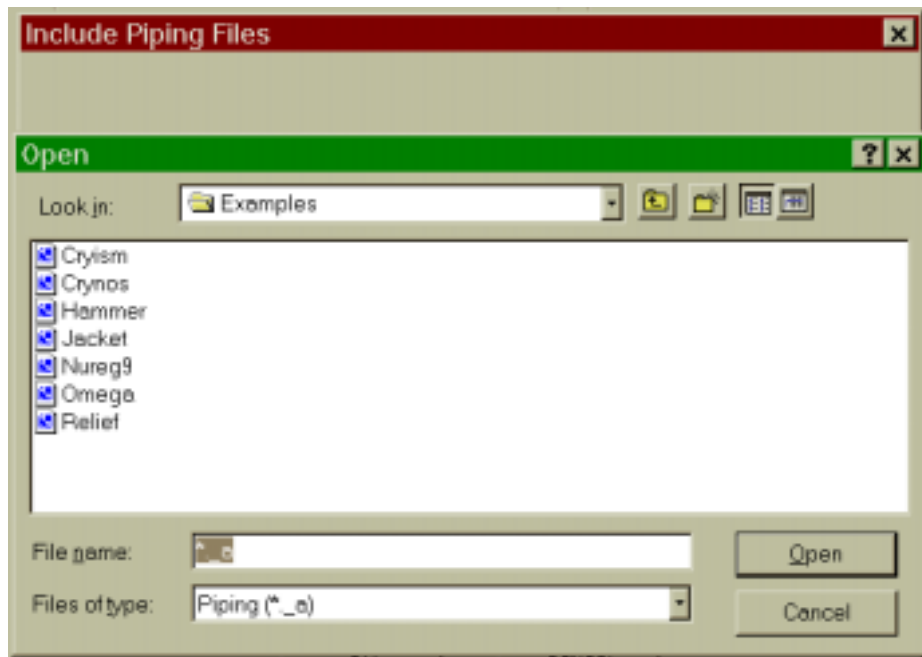 Include Piping Files
Open
Look in: Examples
Cryism
Crynos
Hammer
Jacket
Nureg9
Omega
Relief
File name: *._a Open
Files of type: Piping (*._a) Cancel